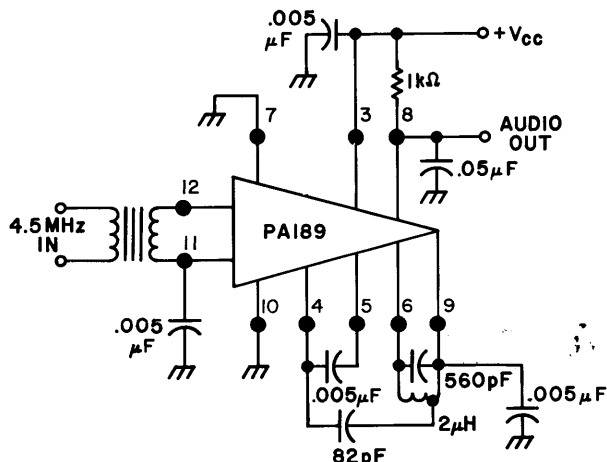 .005
µF
+Vcc
1kΩ
7
3
8
AUDIO
OUT
.05µF
12
4.5MHz
IN
11
PA189
.005
µF
10
4
5
6
9
.005µF
560pF
2µH
.005µF
82pF